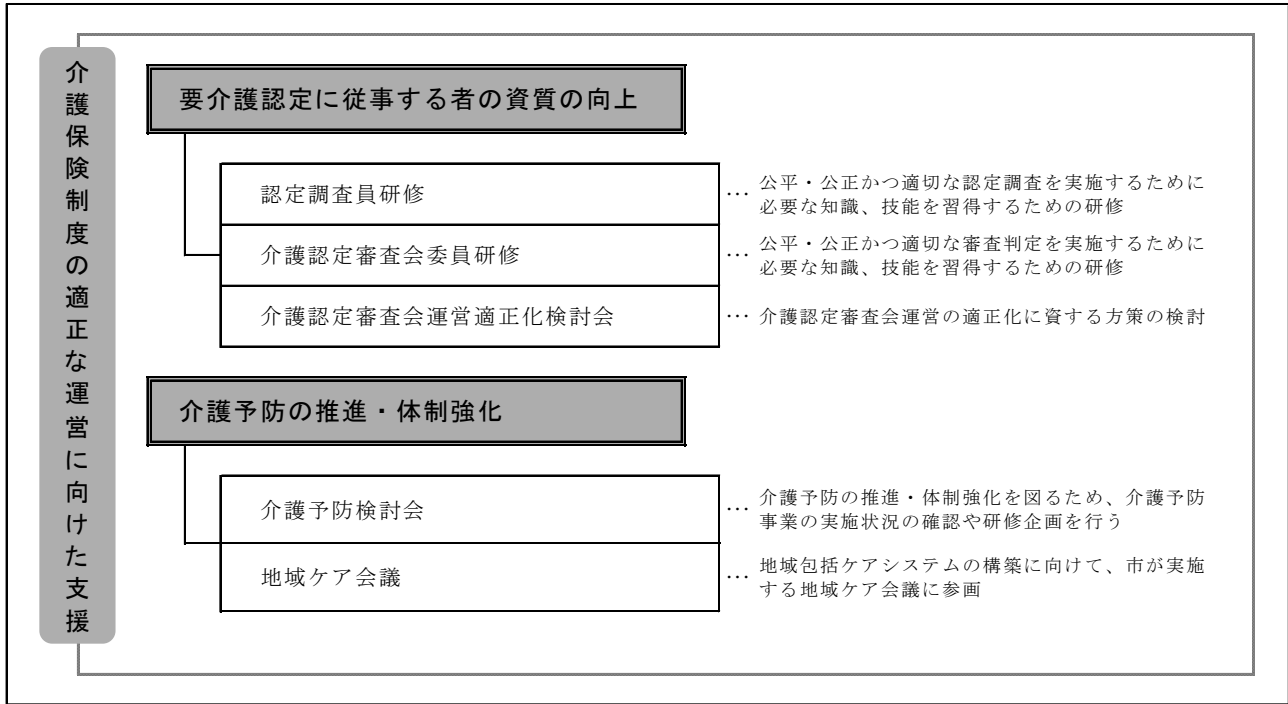 介護保険制度の適正な運営に向けた支援
要介護認定に従事する者の資質の向上
認定調査員研修
… 公平・公正かつ適切な認定調査を実施するために
必要な知識、技能を習得するための研修
介護認定審査会委員研修
… 公平・公正かつ適切な審査判定を実施するために
必要な知識、技能を習得するための研修
介護認定審査会運営適正化検討会
… 介護認定審査会運営の適正化に資する方策の検討
介護予防の推進・体制強化
介護予防検討会
… 介護予防の推進・体制強化を図るため、介護予防
事業の実施状況の確認や研修企画を行う
地域ケア会議
… 地域包括ケアシステムの構築に向けて、市が実施
する地域ケア会議に参画